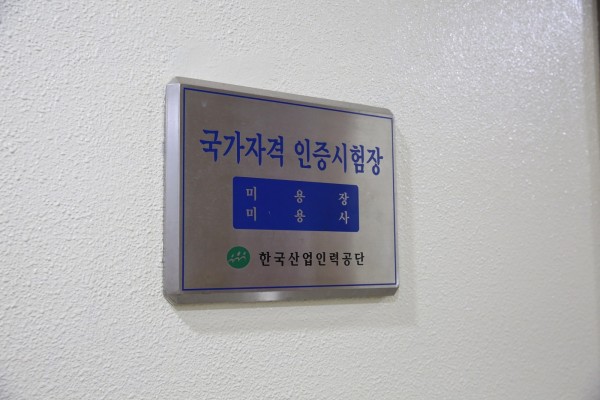 국가자격 인증시험장
미 용 장
미 용 사
한국산업인력공단